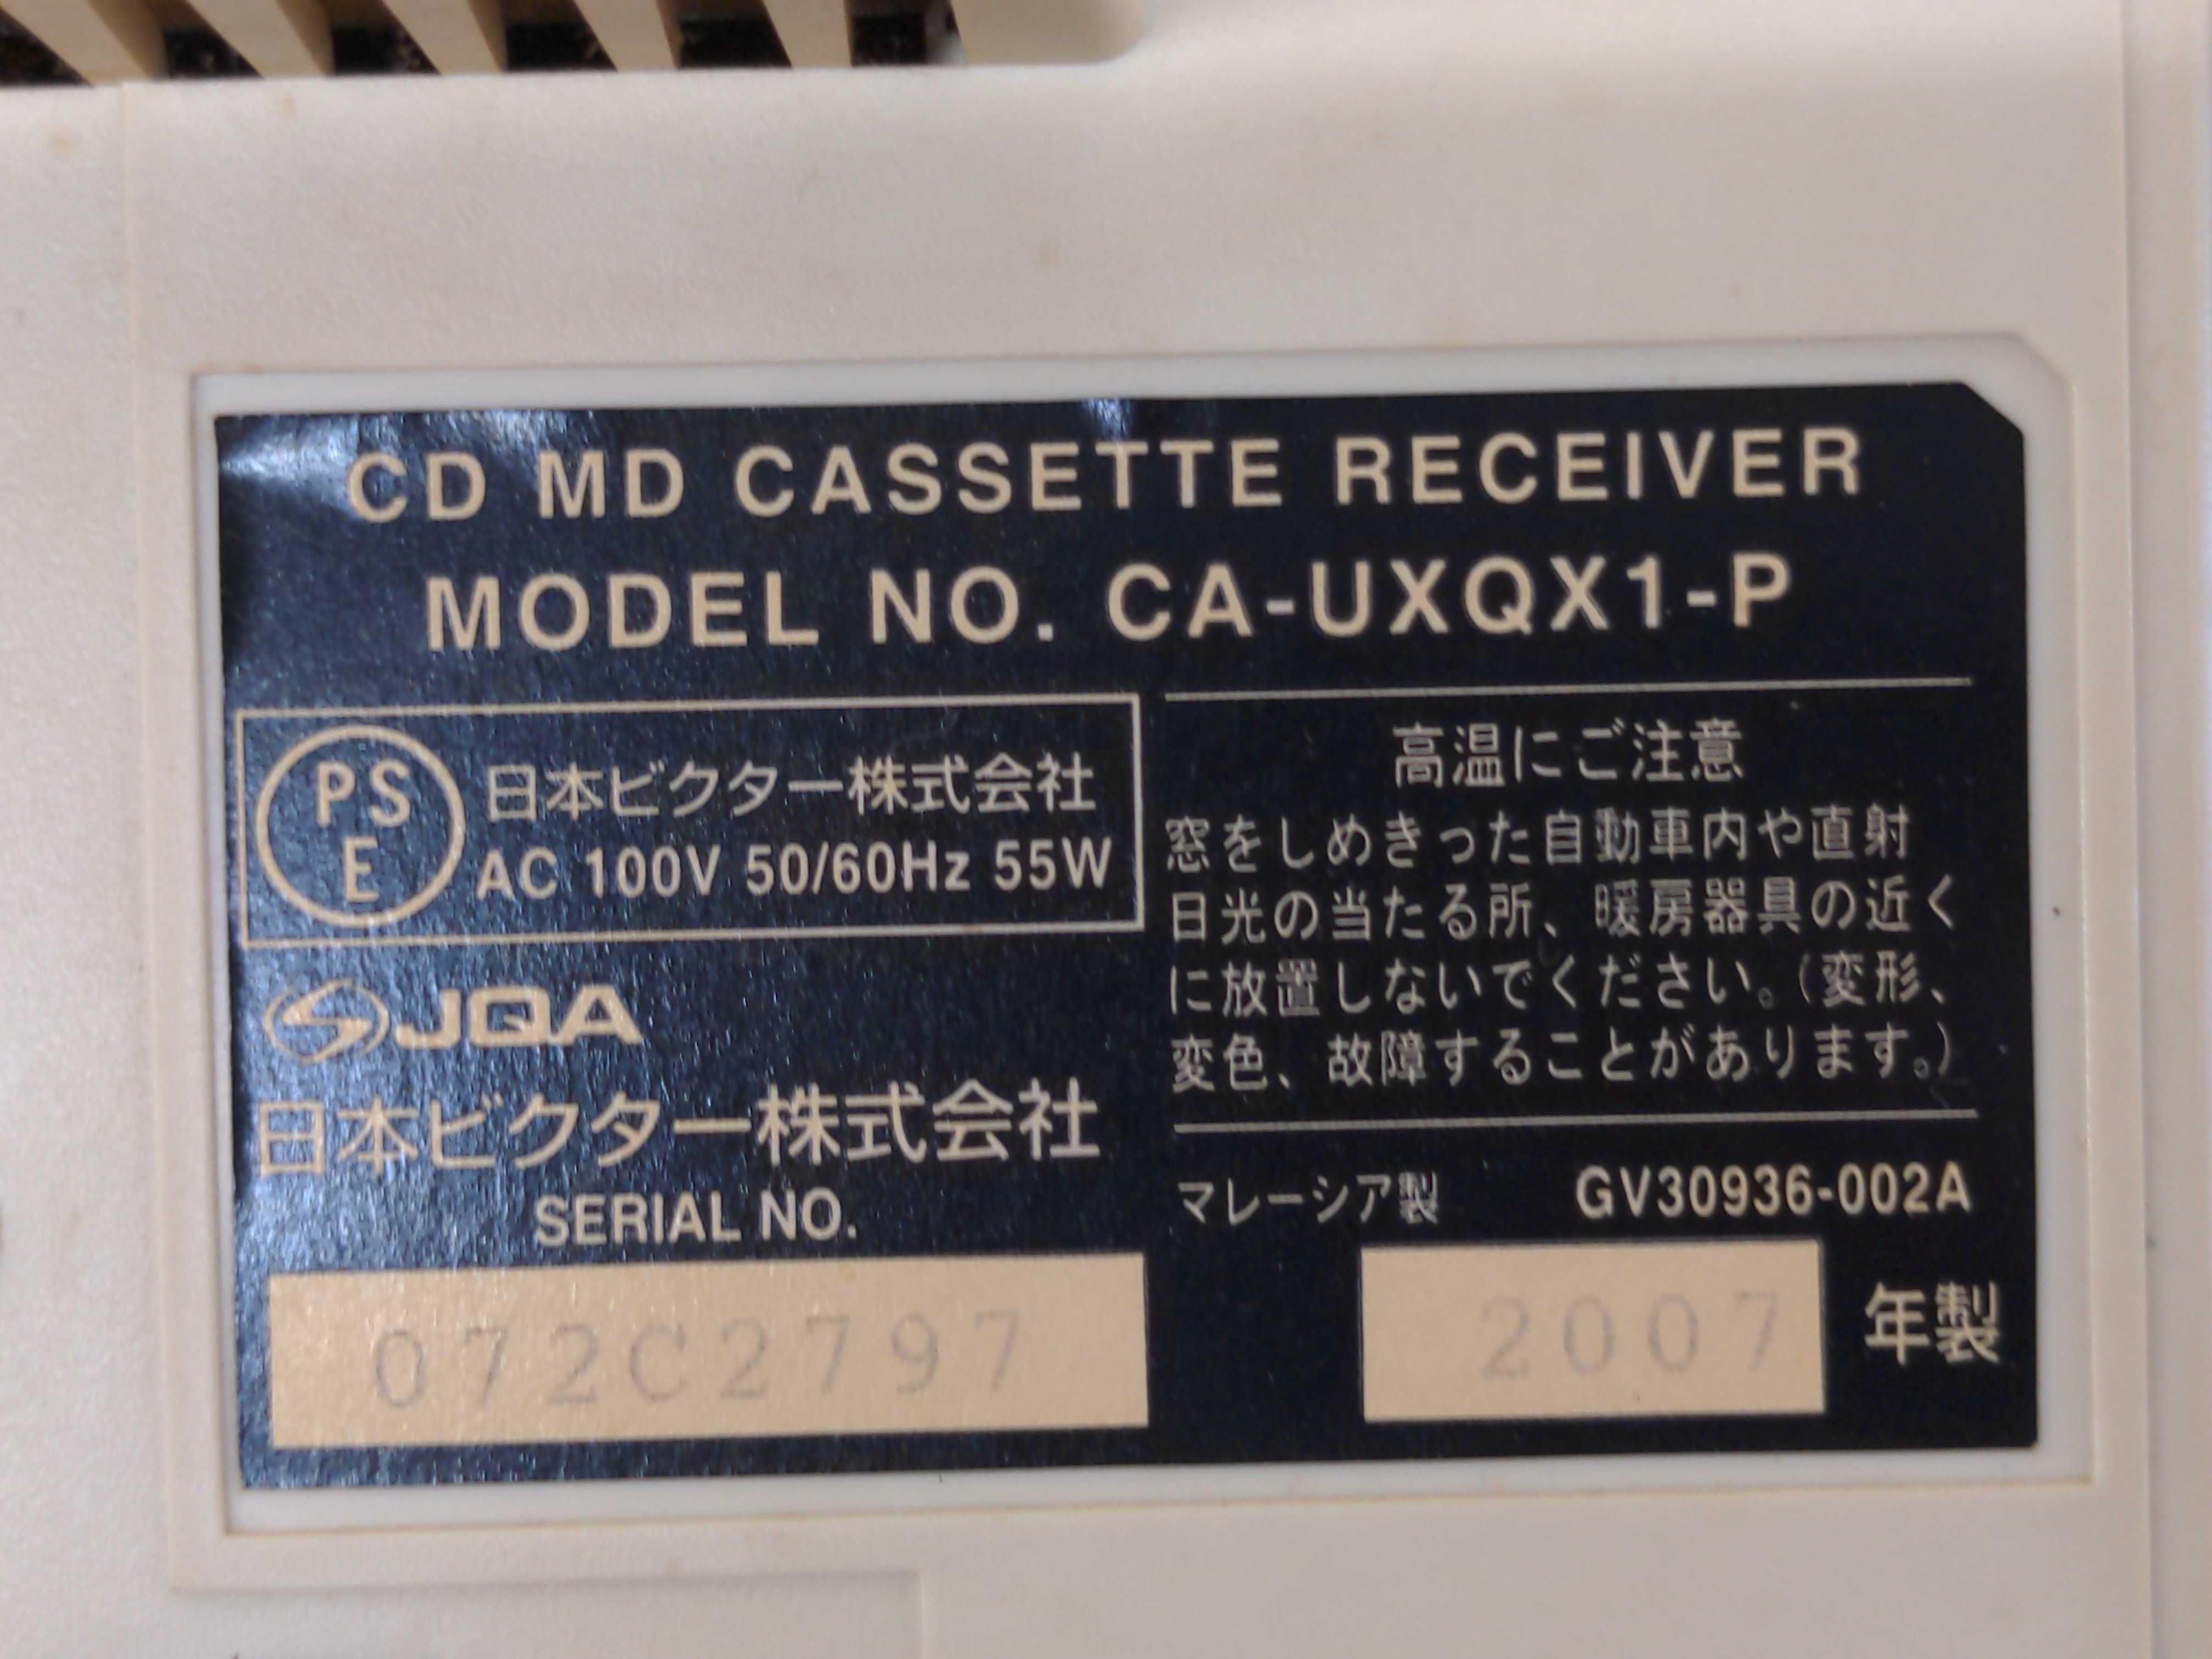 CD MD CASSETTE RECEIVER
MODEL NO. CA-UXQX1-P
PS
E
日本ビクター株式会社
AC 100V 50/60Hz 55W
JQA
日本ビクター株式会社
SERIAL NO.
072C2797
高温にご注意
窓をしめきった自動車内や直射
日光の当たる所、暖房器具の近く
に放置しないでください。(変形、
変色、故障することがあります。)
マレーシア製 GV30936-002A
2007 年製